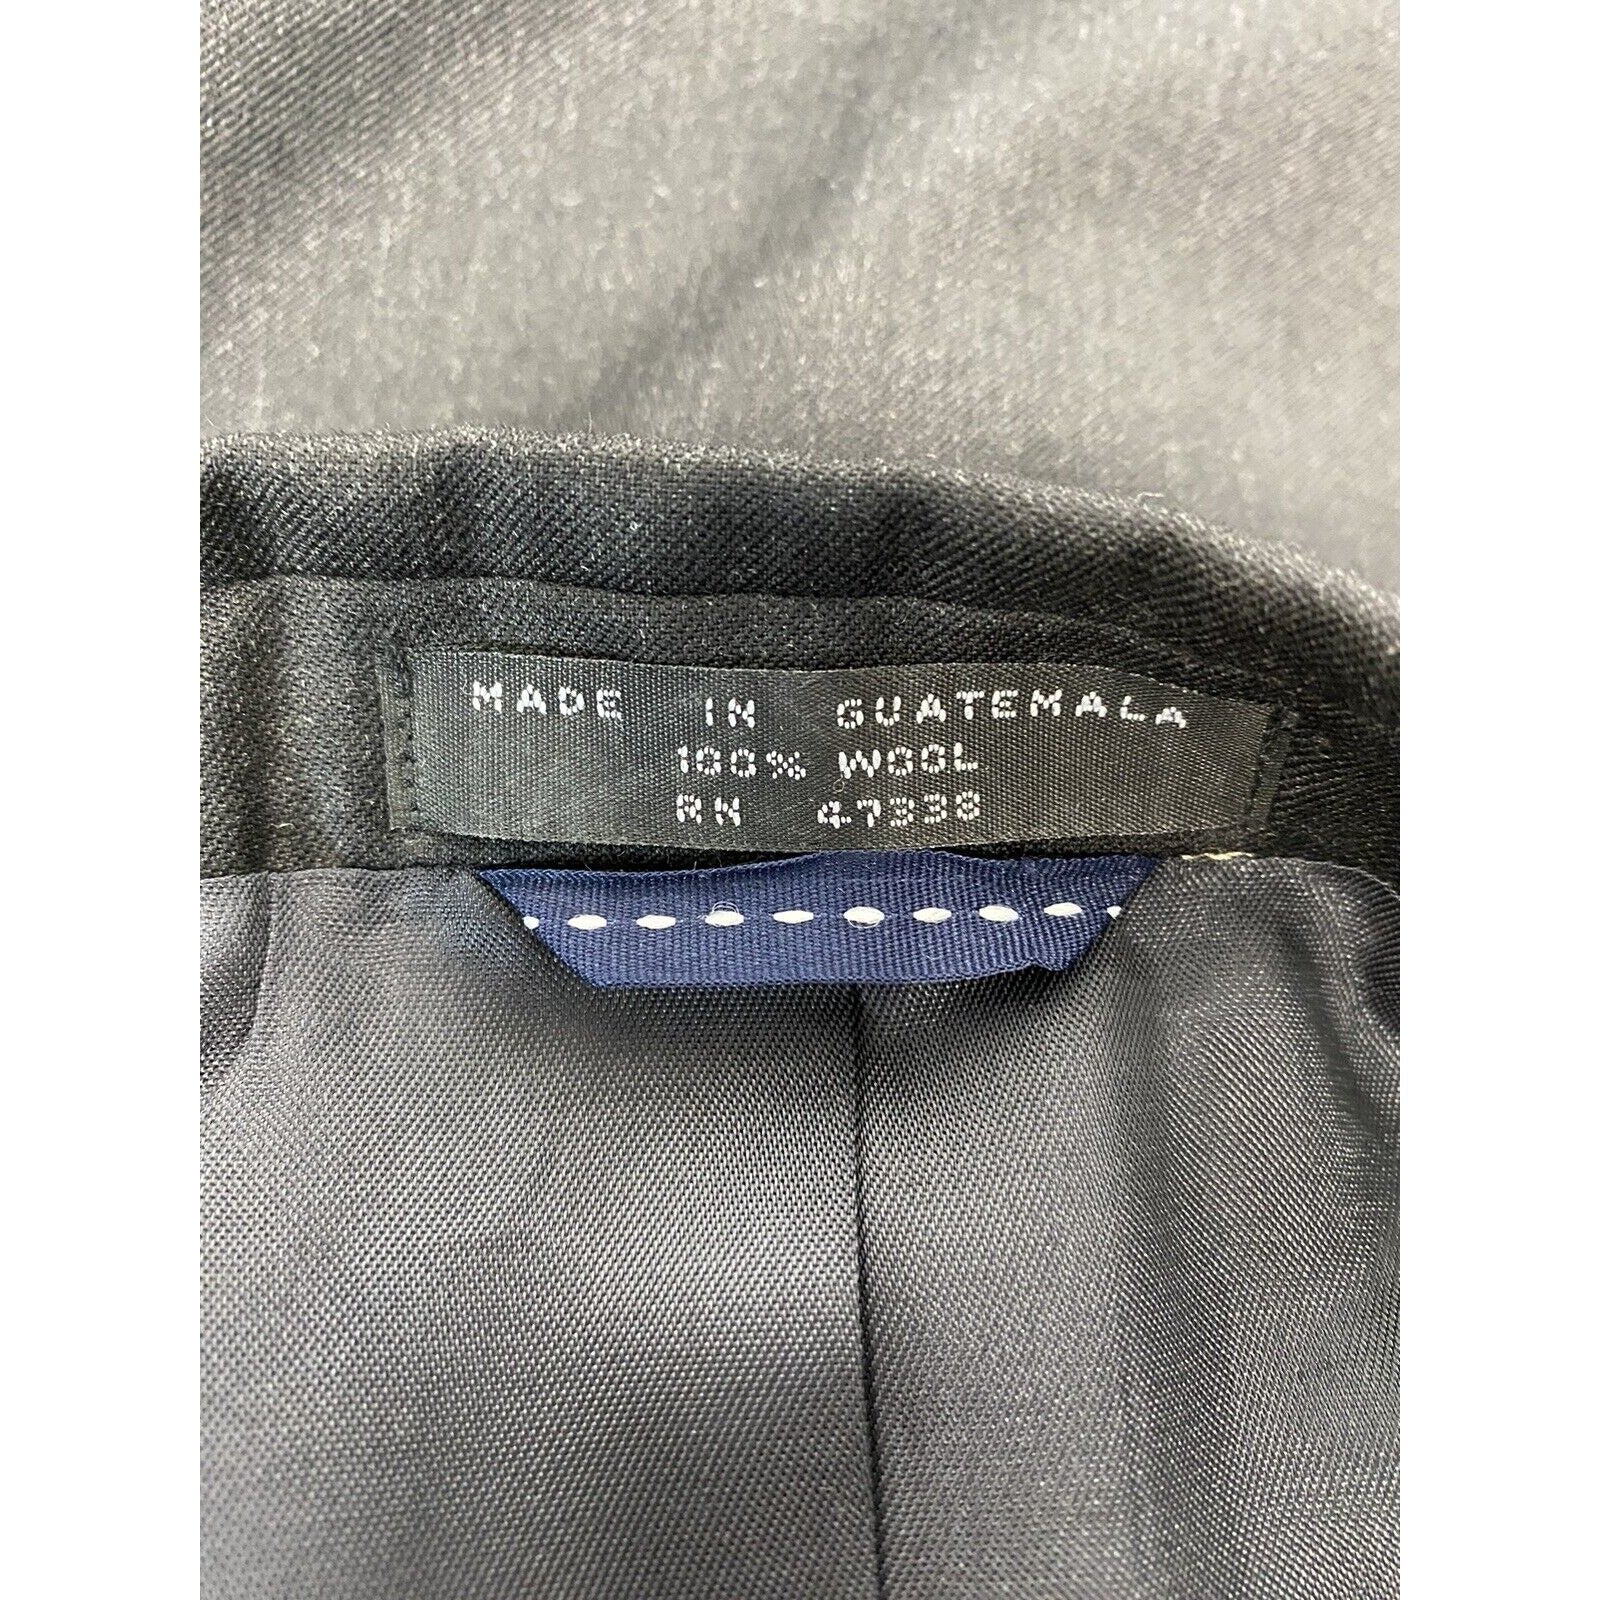 MADE IN GUATEMALA
100% WOOL
RN 47338